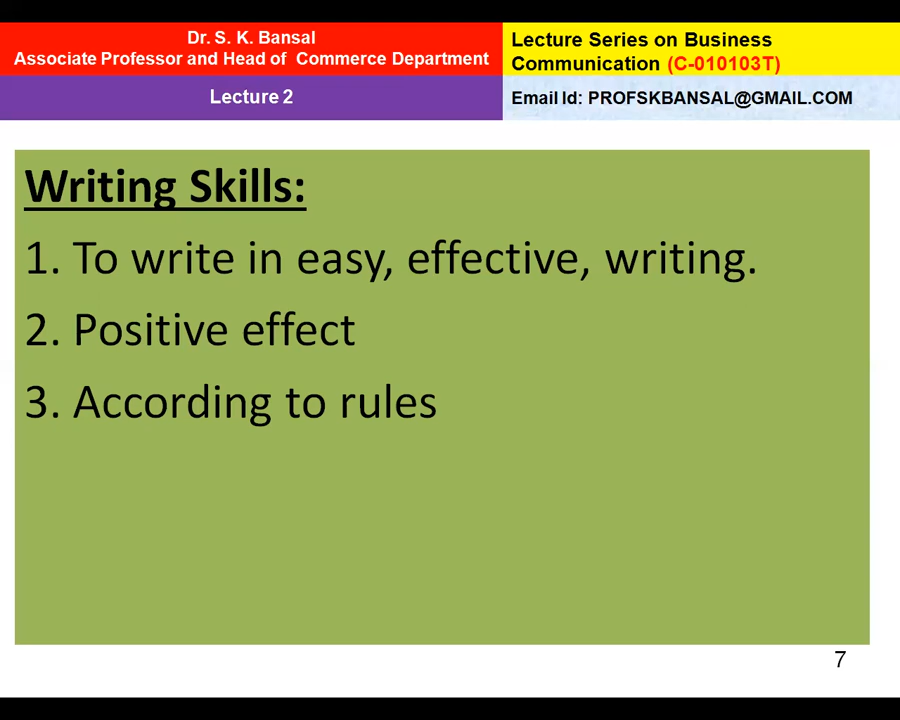 Dr. S. K. Bansal
Associate Professor and Head of Commerce Department
Lecture 2
Lecture Series on Business
Communication (C-010103T)
Email Id: PROFSKBANSAL@GMAIL.COM
Writing Skills:
1. To write in easy, effective, writing.
2. Positive effect
3. According to rules
7